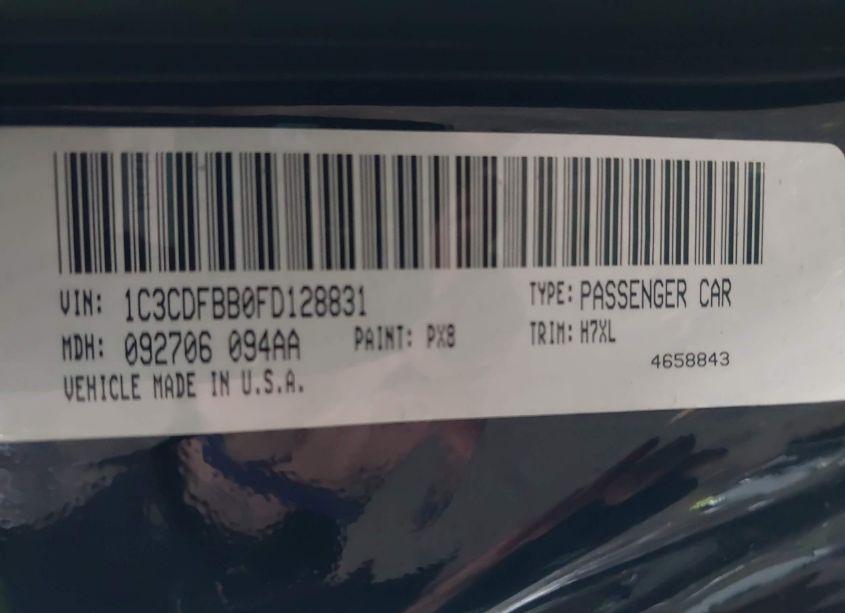 VIN: 1C3CDFBB0FD128831 TYPE: PASSENGER CAR
MDH: 092706 094AA PAINT: PX8 TRIM: H7XL
VEHICLE MADE IN U.S.A. 4658843